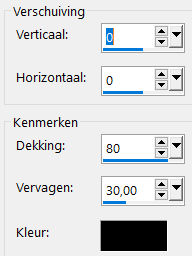 Verschuiving
Verticaal: 0
Horizontaal: 0
Kenmerken
Dekking: 80
Vervagen: 30,00
Kleur: